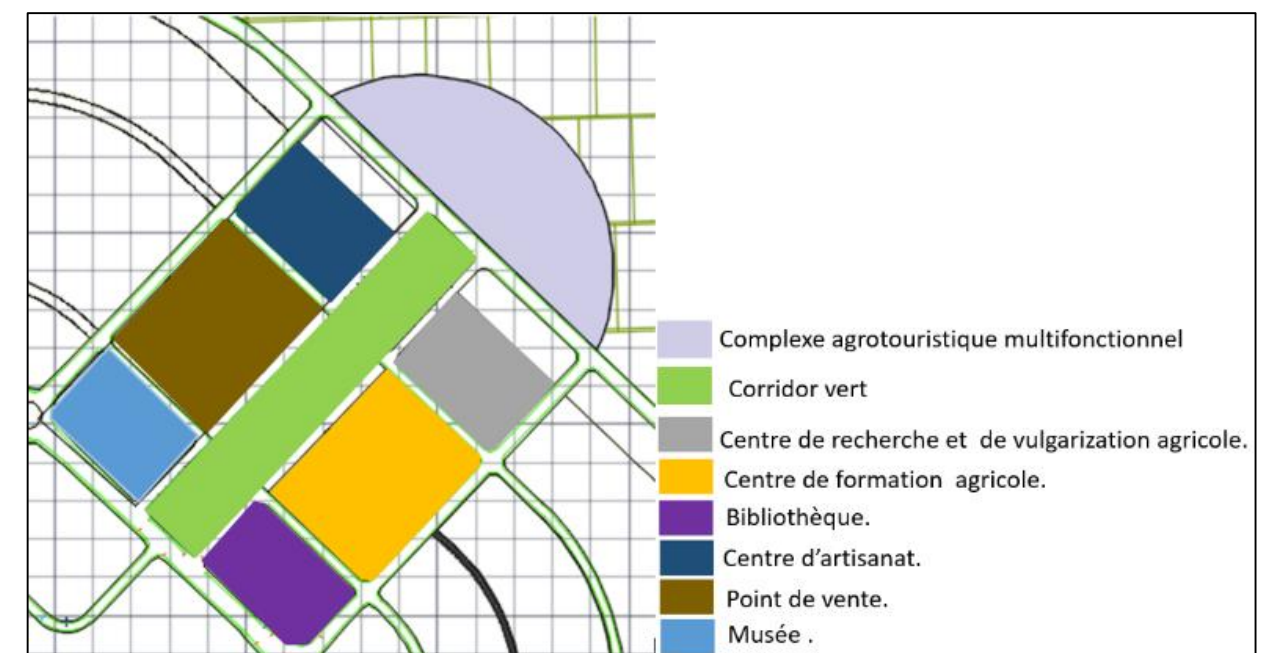 Complexe agrotouristique multifonctionnel
Corridor vert
Centre de recherche et de vulgarization agricole.
Centre de formation agricole.
Bibliothèque.
Centre d’artisanat.
Point de vente.
Musée .